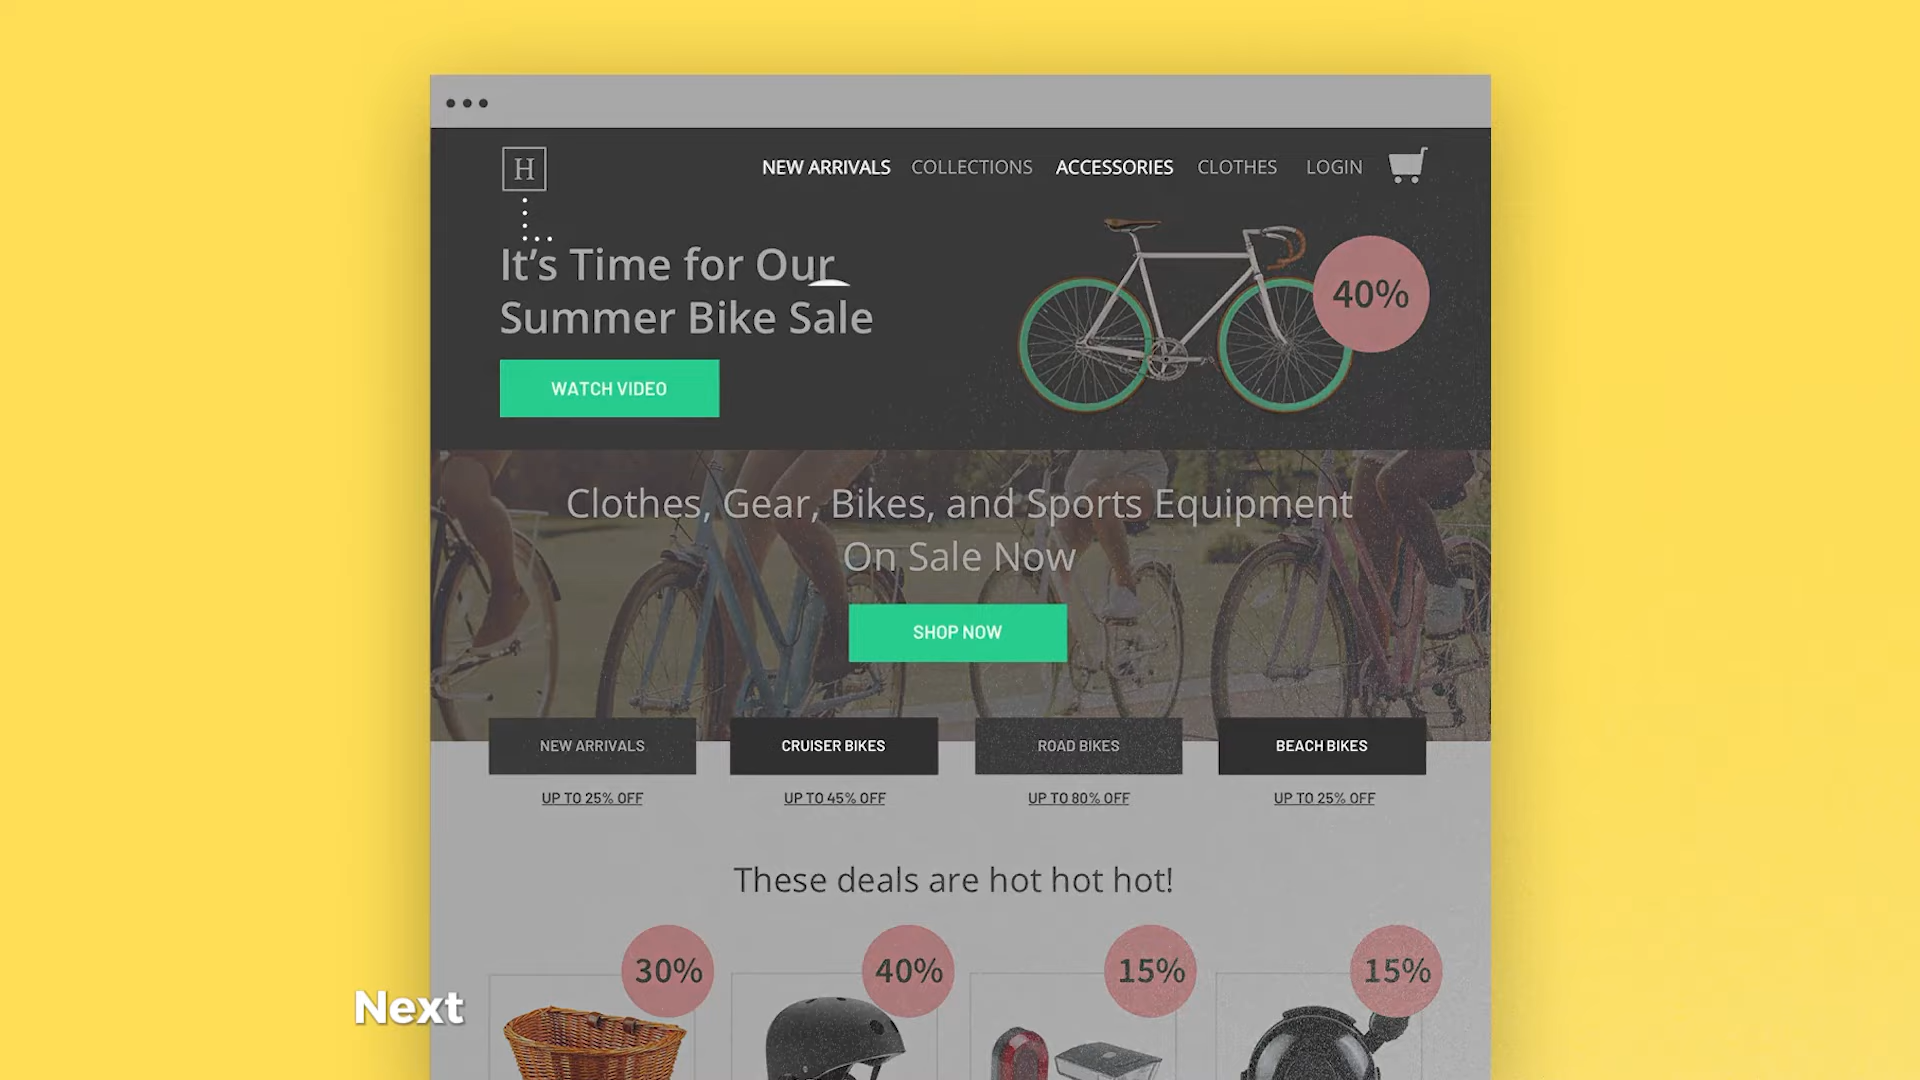 H
NEW ARRIVALS COLLECTIONS ACCESSORIES CLOTHES LOGIN
It's Time for Our
Summer Bike Sale
40%
WATCH VIDEO
Clothes, Gear, Bikes, and Sports Equipment
On Sale Now
SHOP NOW
NEW ARRIVALS CRUISER BIKES ROAD BIKES BEACH BIKES
UP TO 25% OFF UP TO 45% OFF UP TO 80% OFF UP TO 25% OFF
These deals are hot hot hot!
30% 40% 15% 15%
Next